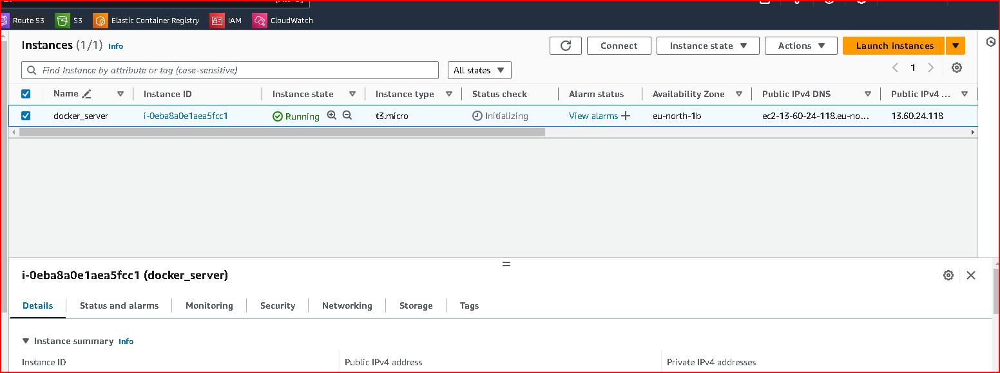 Route 53 S3 Elastic Container Registry IAM CloudWatch
Instances (1/1) Info
Connect Instance state Actions Launch instances
Find Instance by attribute or tag (case-sensitive) All states 1
Name Instance ID Instance state Instance type Status check Alarm status Availability Zone Public IPv4 DNS Public IPv4 ...
docker_server i-0eba8a0e1aea5fcc1 Running t3.micro Initializing View alarms + eu-north-1b ec2-13-60-24-118.eu-no... 13.60.24.118
i-0eba8a0e1aea5fcc1 (docker_server)
Details Status and alarms Monitoring Security Networking Storage Tags
Instance summary Info
Instance ID Public IPv4 address Private IPv4 addresses